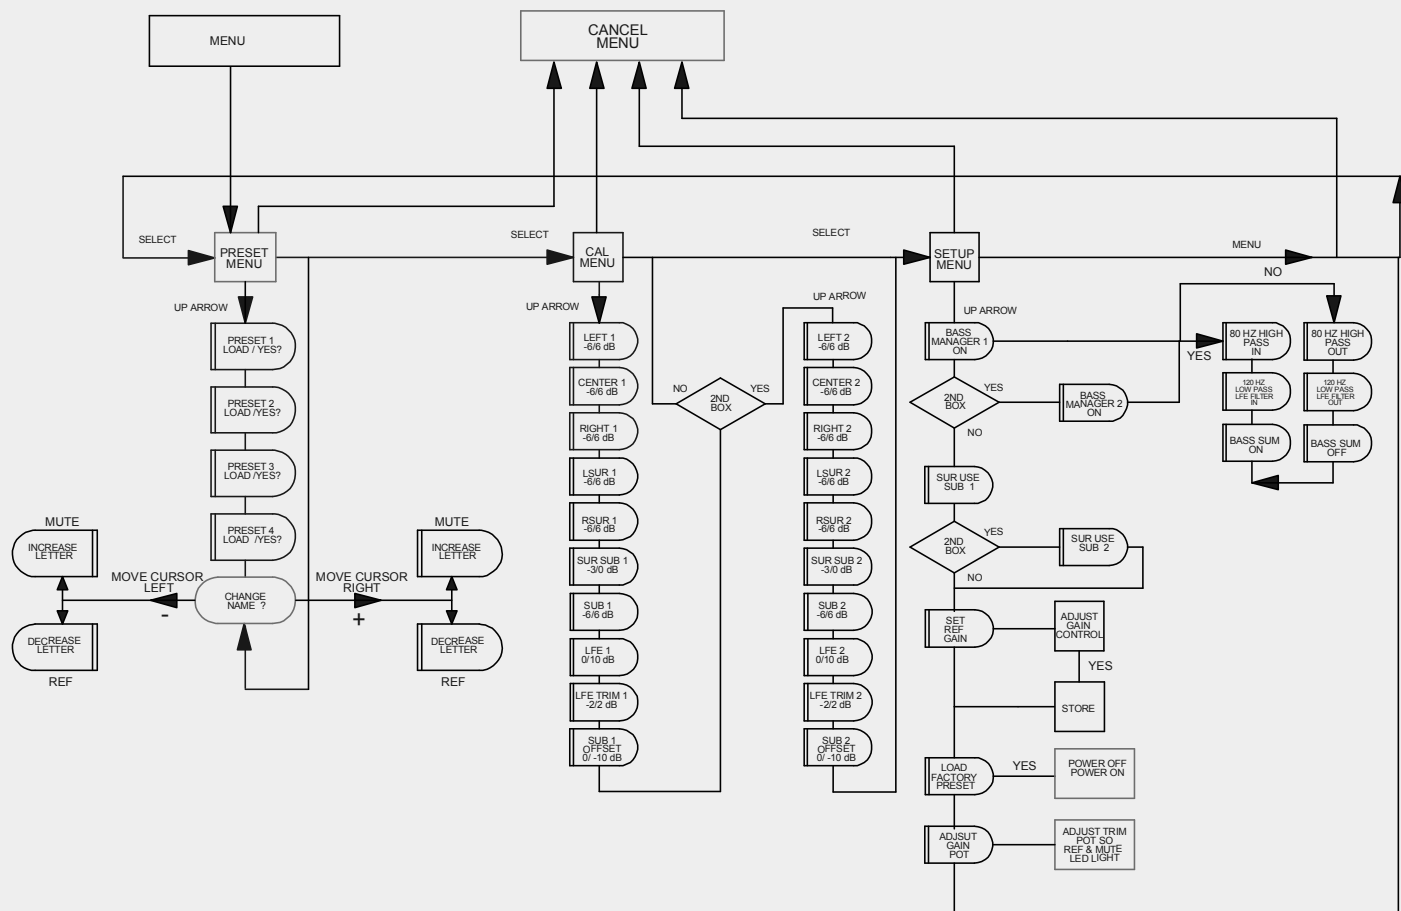 MENU
CANCEL
MENU
SELECT
PRESET
MENU
SELECT
CAL
MENU
SELECT
SETUP
MENU
MENU
NO
UP ARROW
PRESET 1
LOAD / YES?
PRESET 2
LOAD /YES?
PRESET 3
LOAD /YES?
PRESET 4
LOAD /YES?
CHANGE
NAME ?
MUTE
INCREASE
LETTER
MOVE CURSOR
LEFT
-
DECREASE
LETTER
REF
MUTE
INCREASE
LETTER
MOVE CURSOR
RIGHT
+
DECREASE
LETTER
REF
UP ARROW
LEFT 1
-6/6 dB
CENTER 1
-6/6 dB
RIGHT 1
-6/6 dB
LSUR 1
-6/6 dB
RSUR 1
-6/6 dB
SUR SUB 1
-3/0 dB
SUB 1
-6/6 dB
LFE 1
0/10 dB
LFE TRIM 1
-2/2 dB
SUB 1
OFFSET
0/ -10 dB
NO
2ND
BOX
YES
UP ARROW
LEFT 2
-6/6 dB
CENTER 2
-6/6 dB
RIGHT 2
-6/6 dB
LSUR 2
-6/6 dB
RSUR 2
-6/6 dB
SUR SUB 2
-3/0 dB
SUB 2
-6/6 dB
LFE 2
0/10 dB
LFE TRIM 2
-2/2 dB
SUB 2
OFFSET
0/ -10 dB
UP ARROW
BASS
MANAGER 1
ON
2ND
BOX
YES
NO
BASS
MANAGER 2
ON
YES
80 HZ HIGH
PASS
IN
120 HZ
LOW PASS
LFE FILTER
IN
BASS SUM
ON
80 HZ HIGH
PASS
OUT
120 HZ
LOW PASS
LFE FILTER
OUT
BASS SUM
OFF
SUR USE
SUB 1
2ND
BOX
YES
NO
SUR USE
SUB 2
SET
REF
GAIN
ADJUST
GAIN
CONTROL
YES
STORE
LOAD
FACTORY
PRESET
YES
POWER OFF
POWER ON
ADJSUT
GAIN
POT
ADJUST TRIM
POT SO
REF & MUTE
LED LIGHT